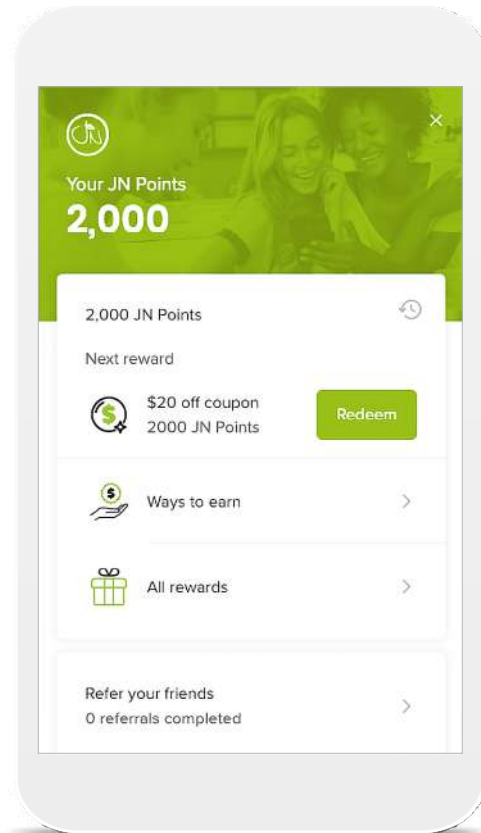 JN
×
Your JN Points
2,000
2,000 JN Points
Next reward
$20 off coupon
2000 JN Points
Redeem
Ways to earn
All rewards
Refer your friends
0 referrals completed